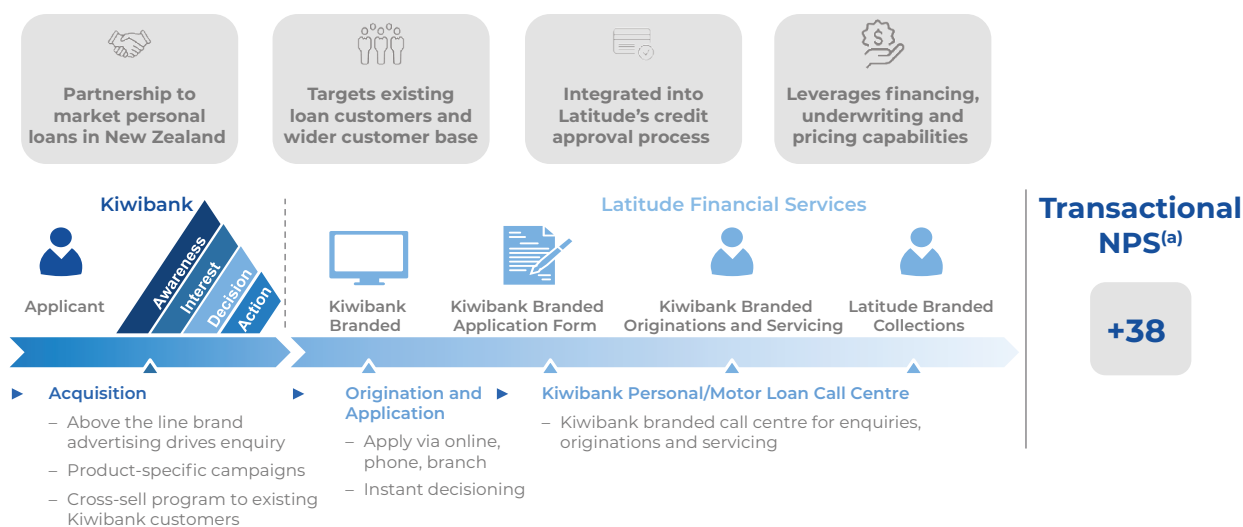 Partnership to
market personal
loans in New Zealand
Targets existing
loan customers and
wider customer base
Integrated into
Latitude’s credit
approval process
Leverages financing,
underwriting and
pricing capabilities
Kiwibank
Applicant
Awareness
Interest
Decision
Action
Latitude Financial Services
Kiwibank
Branded
Kiwibank Branded
Application Form
Kiwibank Branded
Originations and Servicing
Latitude Branded
Collections
Transactional
NPS(a)
+38
Acquisition
– Above the line brand
advertising drives enquiry
– Product-specific campaigns
– Cross-sell program to existing
Kiwibank customers
Origination and
Application
– Apply via online,
phone, branch
– Instant decisioning
Kiwibank Personal/Motor Loan Call Centre
– Kiwibank branded call centre for enquiries,
originations and servicing